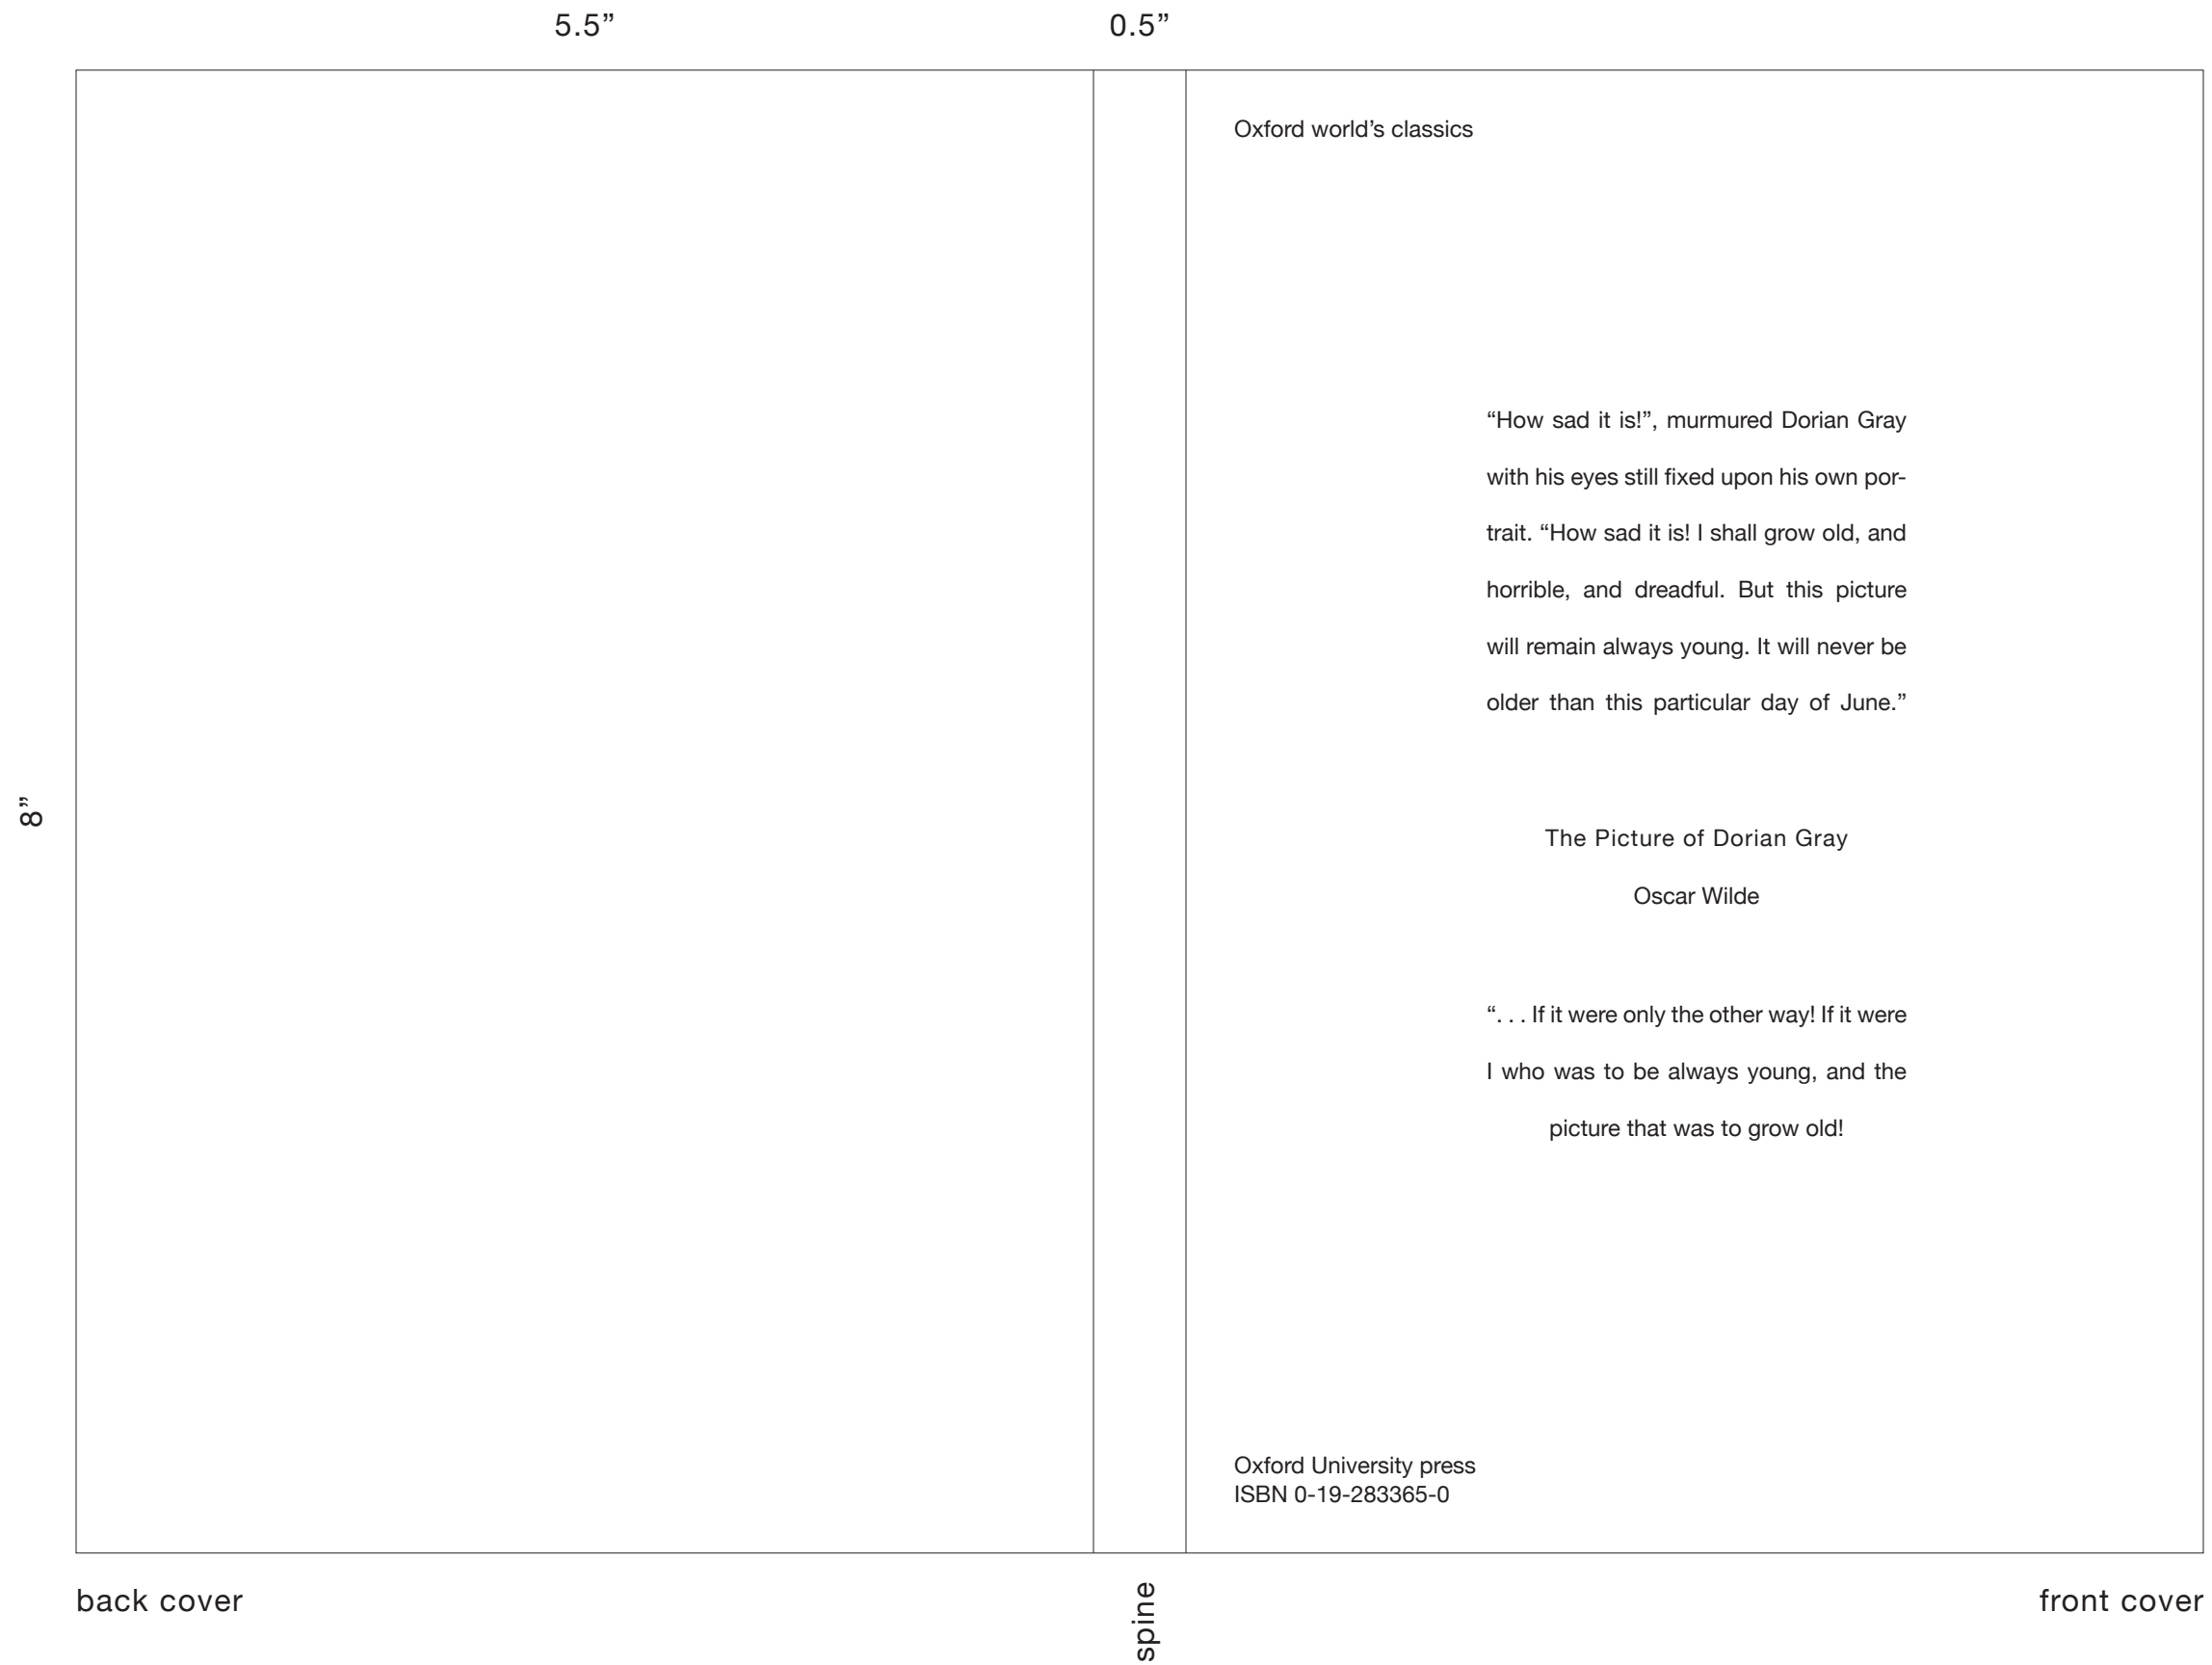 5.5”
0.5”
8”
Oxford world’s classics
“How sad it is!”, murmured Dorian Gray
with his eyes still fixed upon his own por-
trait. “How sad it is! I shall grow old, and
horrible, and dreadful. But this picture
will remain always young. It will never be
older than this particular day of June.”
The Picture of Dorian Gray
Oscar Wilde
“. . . If it were only the other way! If it were
I who was to be always young, and the
picture that was to grow old!
Oxford University press
ISBN 0-19-283365-0
back cover
spine
front cover